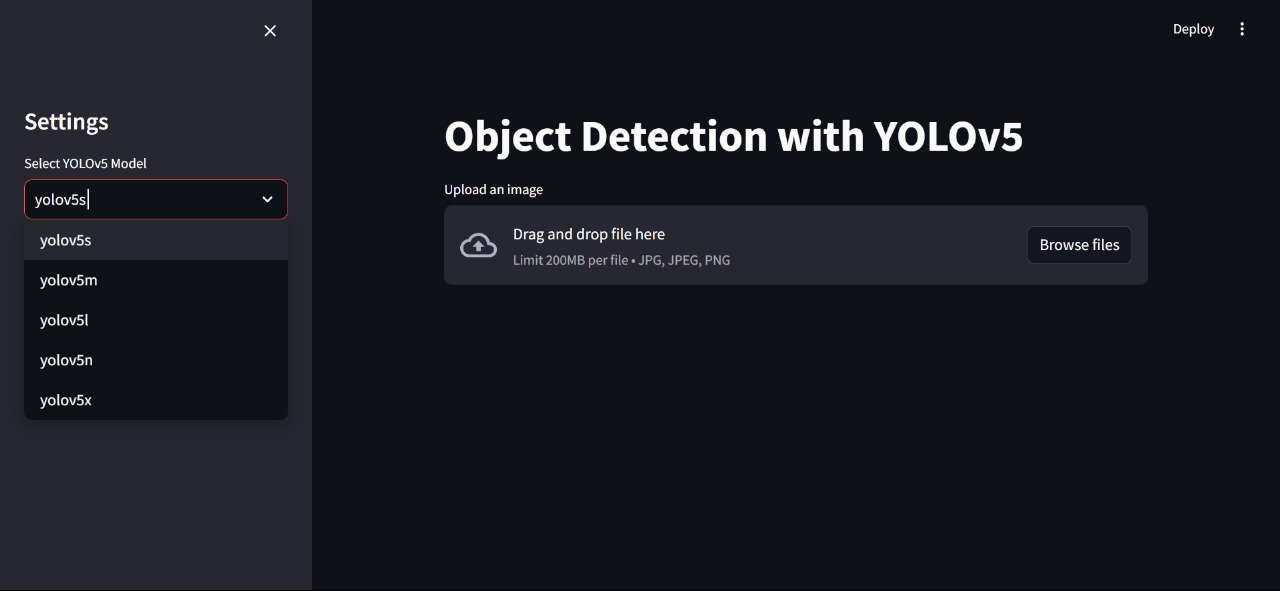 Deploy
Settings
Select YOLOv5 Model
yolov5s
yolov5s
yolov5m
yolov5l
yolov5n
yolov5x
Object Detection with YOLOv5
Upload an image
Drag and drop file here
Limit 200MB per file • JPG, JPEG, PNG
Browse files